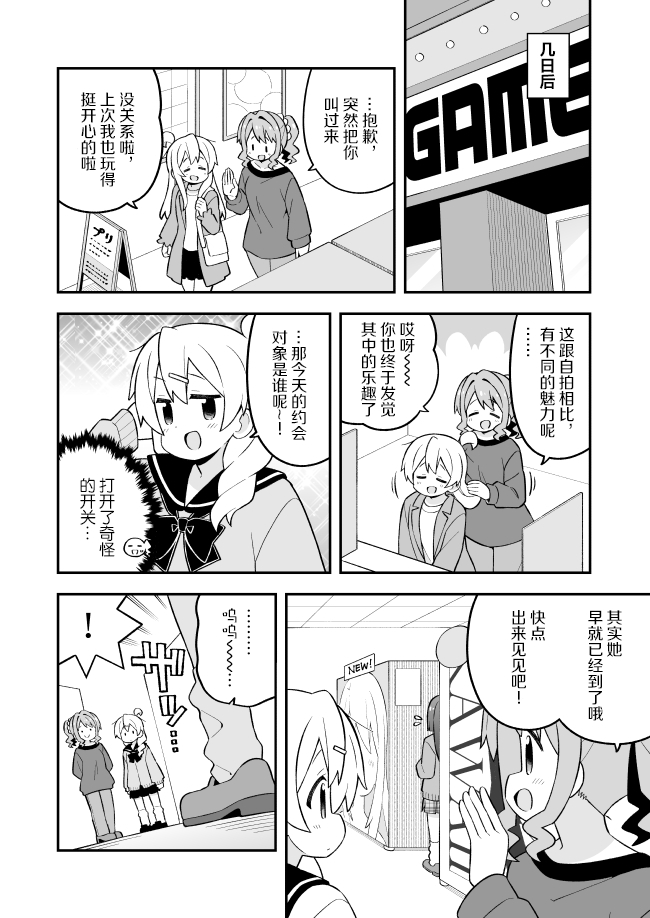 几日后
GAME
…抱歉，
突然把你
叫过来
没关系啦，
上次我也玩得
挺开心的啦
プリ
这跟自拍相比，
有不同的魅力呢
……
哎呀~~
你也终于发觉
其中的乐趣了
…那今天的约会
对象是谁呢~！
打开了奇怪
的开关…
其实她
早就已经到了哦
快点
出来见见吧！
NEW!
………
呜呜~~…
ザッ…
！